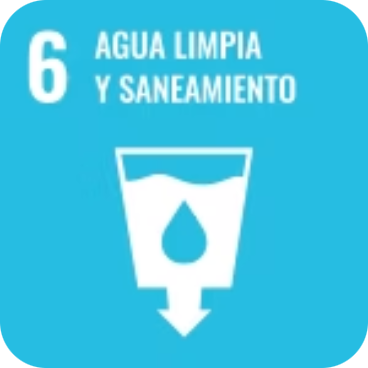 6 AGUA LIMPIA
Y SANEAMIENTO